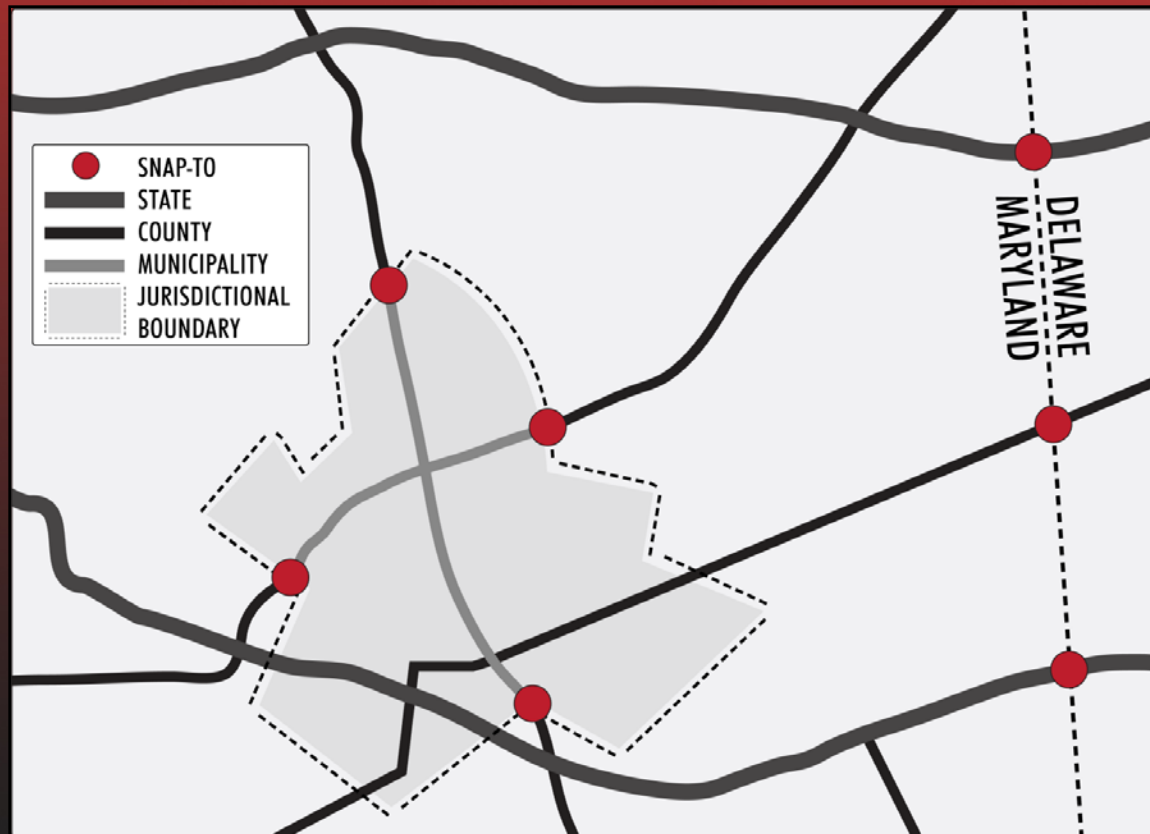 SNAP-TO
STATE
COUNTY
MUNICIPALITY
JURISDICTIONAL
BOUNDARY
DELAWARE
MARYLAND